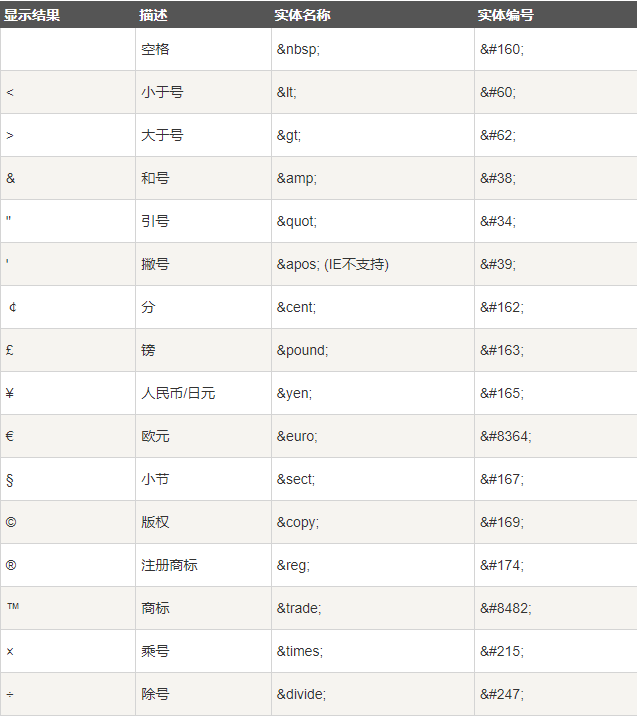 显示结果 描述 实体名称 实体编号
空格 &nbsp; &#160;
< 小于号 &lt; &#60;
> 大于号 &gt; &#62;
& 和号 &amp; &#38;
" 引号 &quot; &#34;
' 撇号 &apos; (IE不支持) &#39;
￠ 分 &cent; &#162;
£ 镑 &pound; &#163;
¥ 人民币/日元 &yen; &#165;
€ 欧元 &euro; &#8364;
§ 小节 &sect; &#167;
© 版权 &copy; &#169;
® 注册商标 &reg; &#174;
™ 商标 &trade; &#8482;
× 乘号 &times; &#215;
÷ 除号 &divide; &#247;